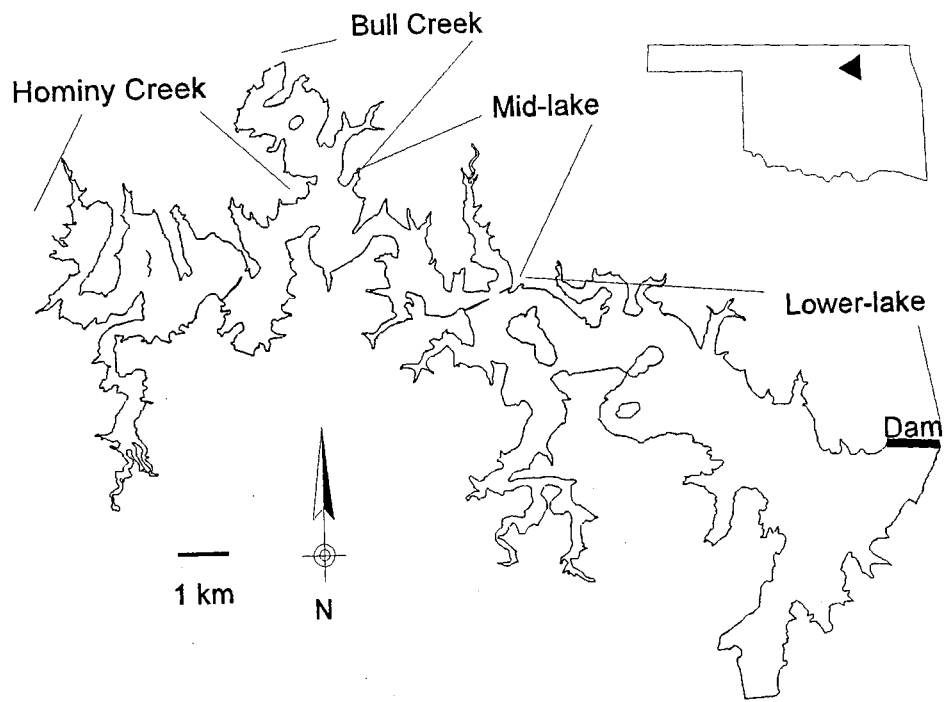 Bull Creek
Hominy Creek
Mid-lake
Lower-lake
Dam
1 km
N